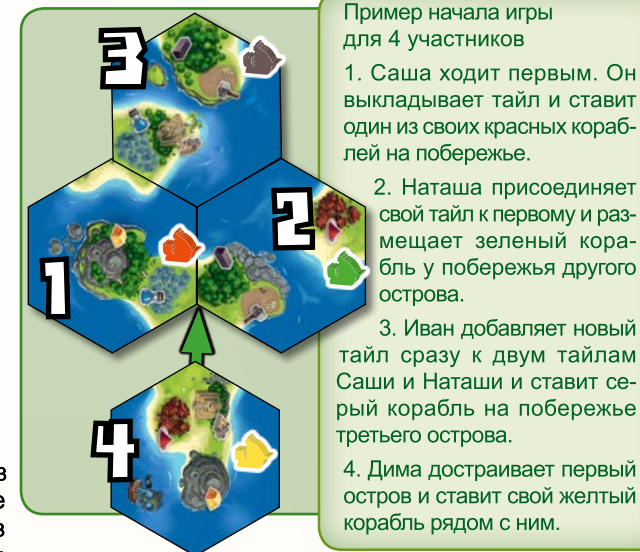 Пример начала игры
для 4 участников
1. Саша ходит первым. Он
выкладывает тайл и ставит
один из своих красных кораб-
лей на побережье.
2. Наташа присоединяет
свой тайл к первому и раз-
мещает зеленый кора-
бль у побережья другого
острова.
3. Иван добавляет новый
тайл сразу к двум тайлам
Саши и Наташи и ставит се-
рый корабль на побережье
третьего острова.
4. Дима достраивает первый
остров и ставит свой желтый
корабль рядом с ним.
3
2
1
4
з
е
в